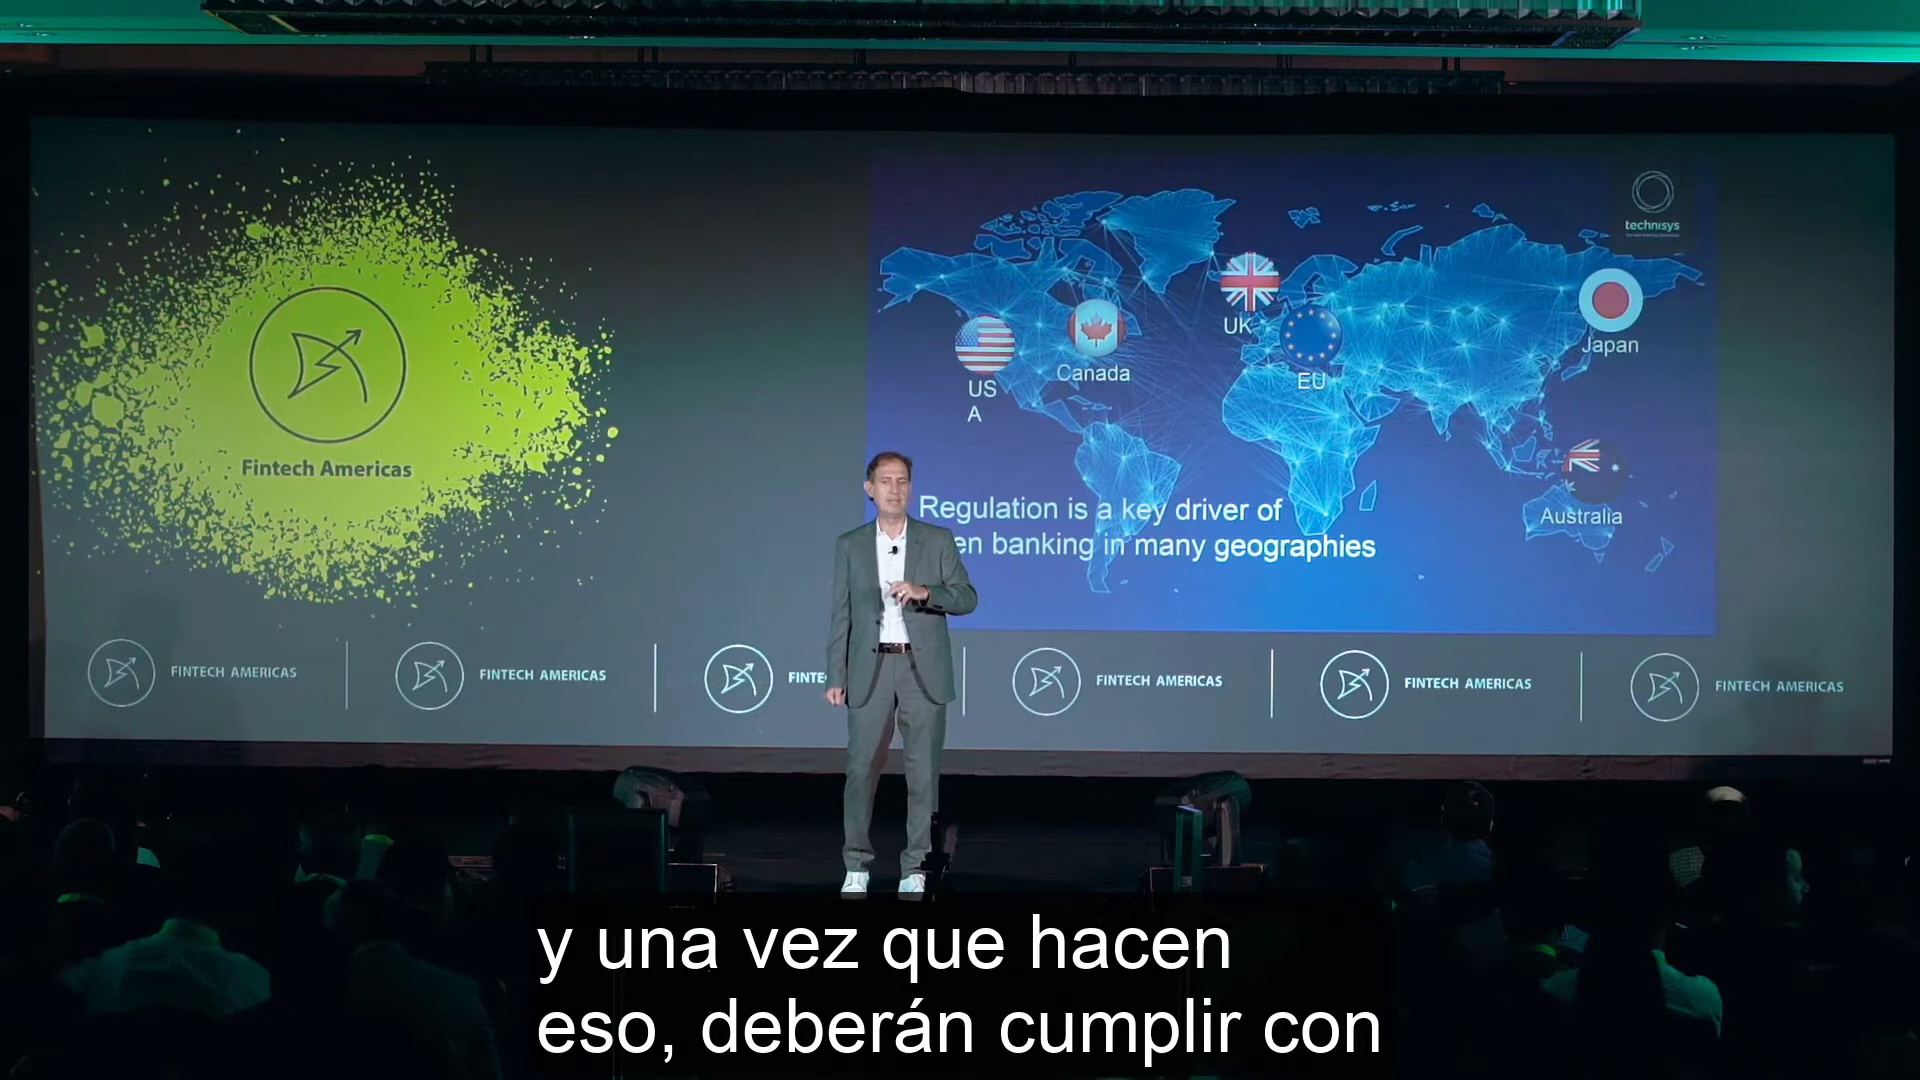 technisys
UK
Japan
US
A
Canada
EU
Fintech Americas
Regulation is a key driver of
en banking in many geographies
Australia
FINTECH AMERICAS
FINTECH AMERICAS
FINTE
FINTECH AMERICAS
FINTECH AMERICAS
FINTECH AMERICAS
y una vez que hacen
eso, deberán cumplir con